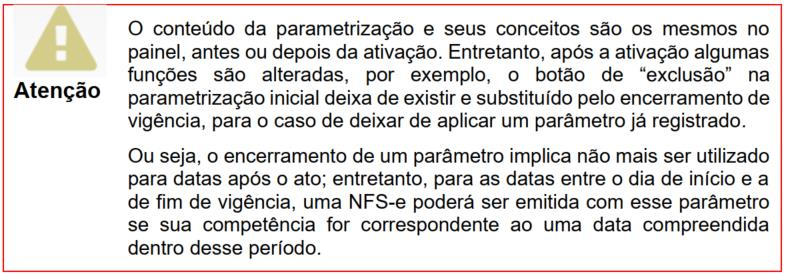 Atenção
O conteúdo da parametrização e seus conceitos são os mesmos no
painel, antes ou depois da ativação. Entretanto, após a ativação algumas
funções são alteradas, por exemplo, o botão de “exclusão” na
parametrização inicial deixa de existir e substituído pelo encerramento de
vigência, para o caso de deixar de aplicar um parâmetro já registrado.
Ou seja, o encerramento de um parâmetro implica não mais ser utilizado
para datas após o ato; entretanto, para as datas entre o dia de início e a
de fim de vigência, uma NFS-e poderá ser emitida com esse parâmetro
se sua competência for correspondente ao uma data compreendida
dentro desse período.